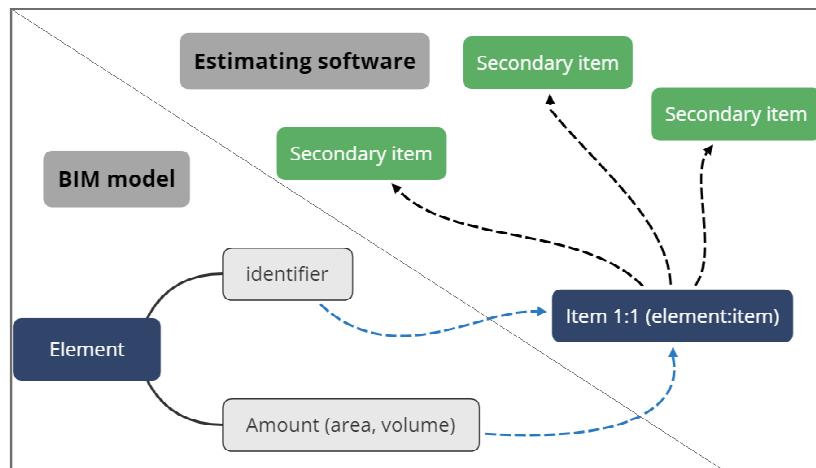 Estimating software
Secondary item
Secondary item
Secondary item
BIM model
identifier
Item 1:1 (element:item)
Element
Amount (area, volume)